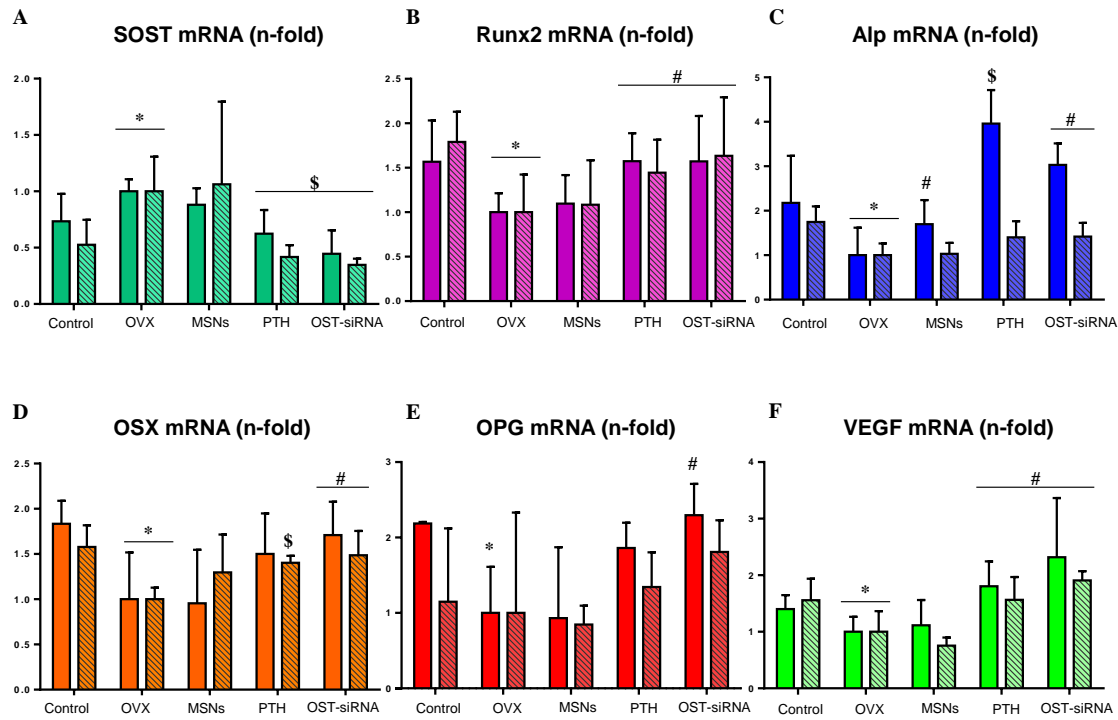 A
SOST mRNA (n-fold)
2.0
1.5
1.0
0.5
0.0
*
$
Control OVX MSNs PTH OST-siRNA
B
Runx2 mRNA (n-fold)
2.5
2.0
1.5
1.0
0.5
0.0
*
#
Control OVX MSNs PTH OST-siRNA
C
Alp mRNA (n-fold)
5
4
3
2
1
0
*
#
$
#
Control OVX MSNs PTH OST-siRNA
D
OSX mRNA (n-fold)
2.5
2.0
1.5
1.0
0.5
0.0
*
$
#
Control OVX MSNs PTH OST-siRNA
E
OPG mRNA (n-fold)
3
2
1
0
*
#
Control OVX MSNs PTH OST-siRNA
F
VEGF mRNA (n-fold)
4
3
2
1
0
*
#
Control OVX MSNs PTH OST-siRNA